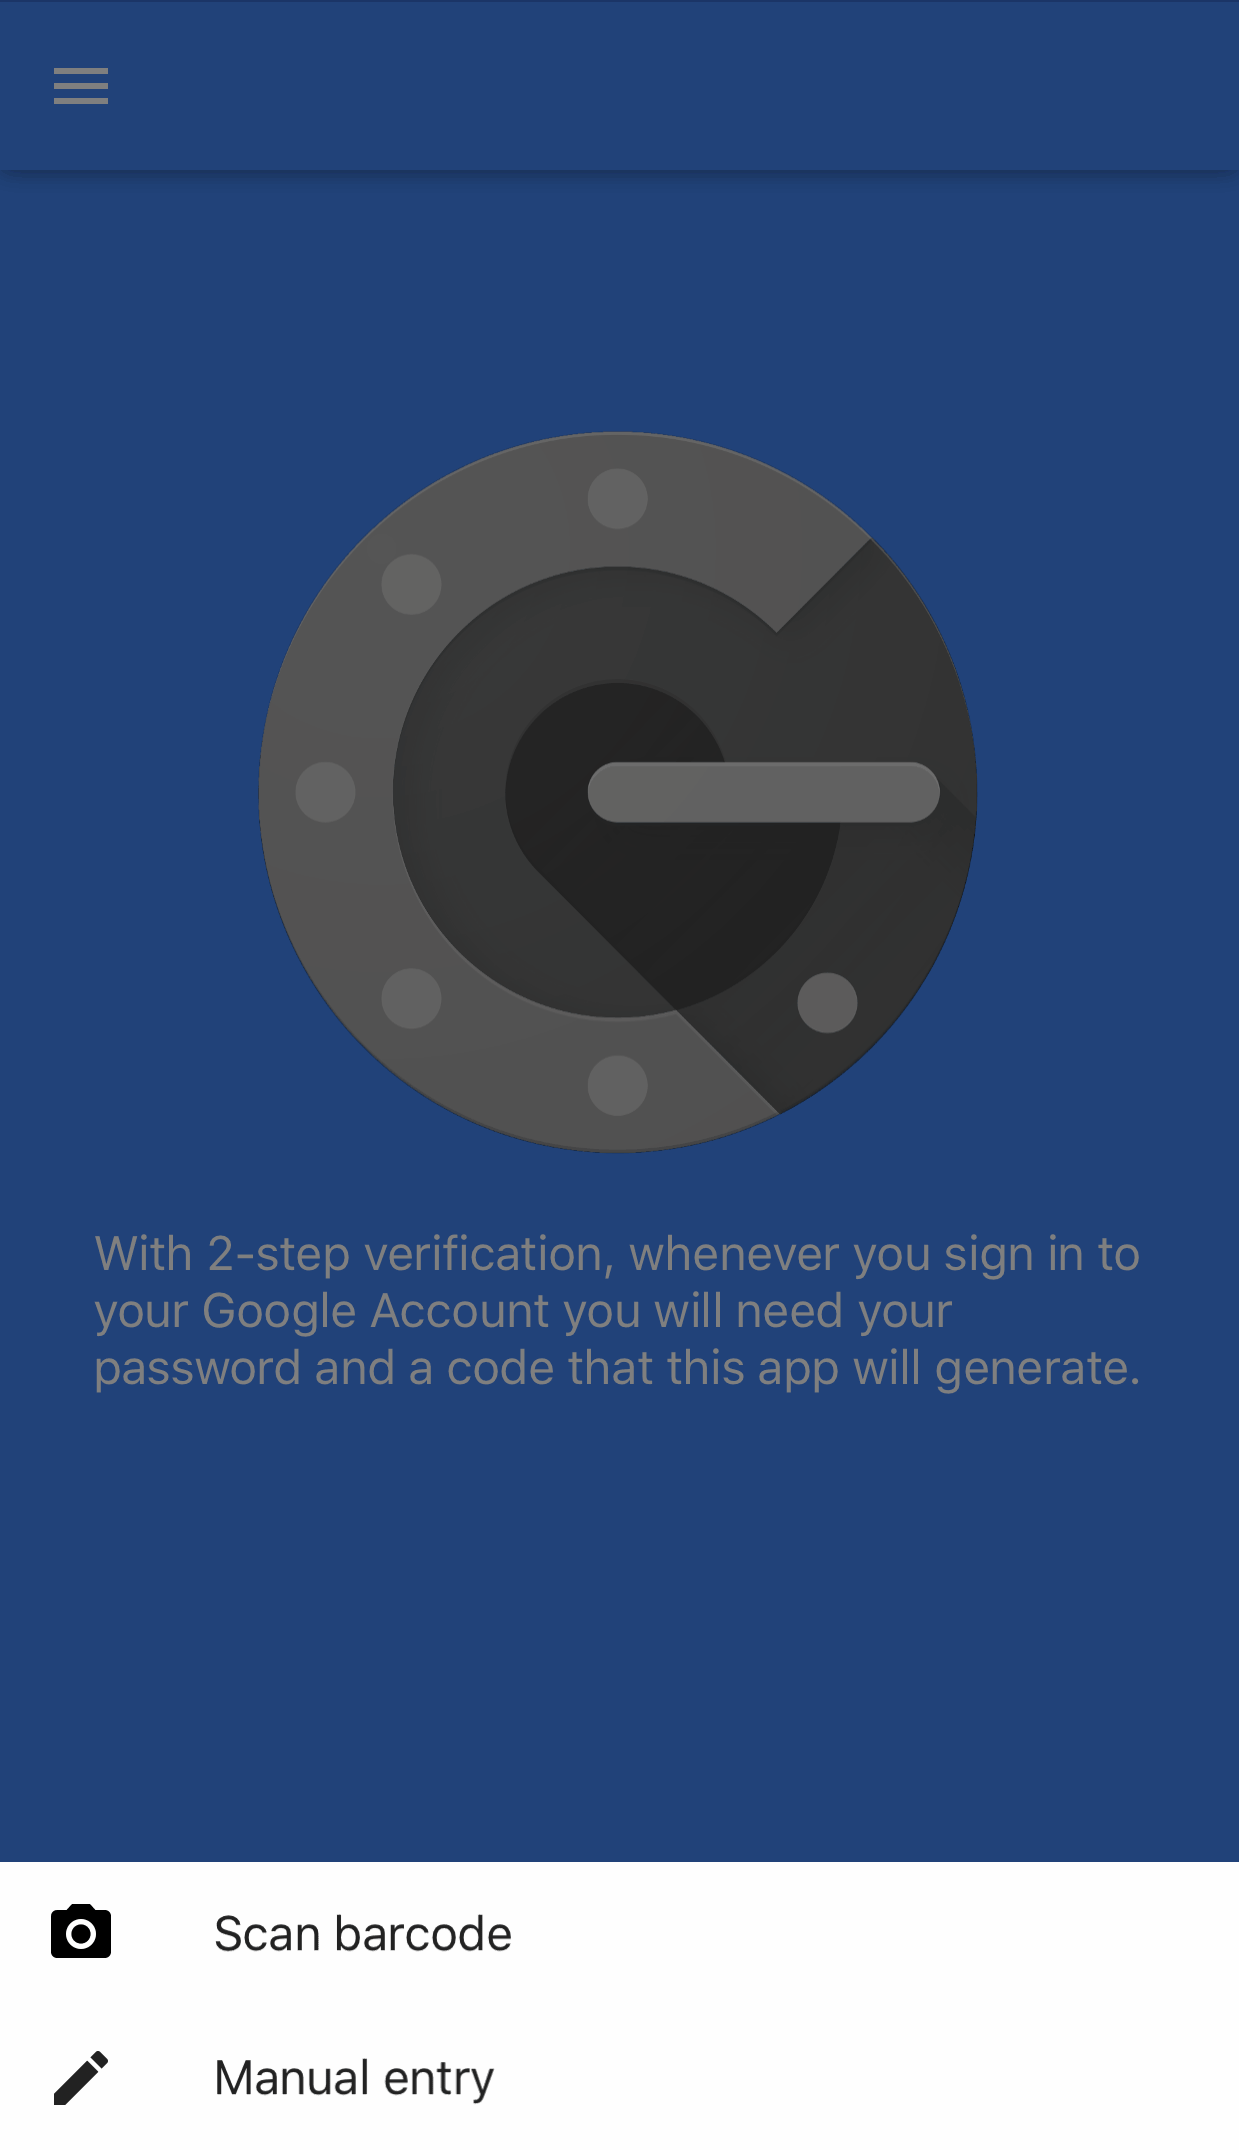 With 2-step verification, whenever you sign in to
your Google Account you will need your
password and a code that this app will generate.
Scan barcode
Manual entry